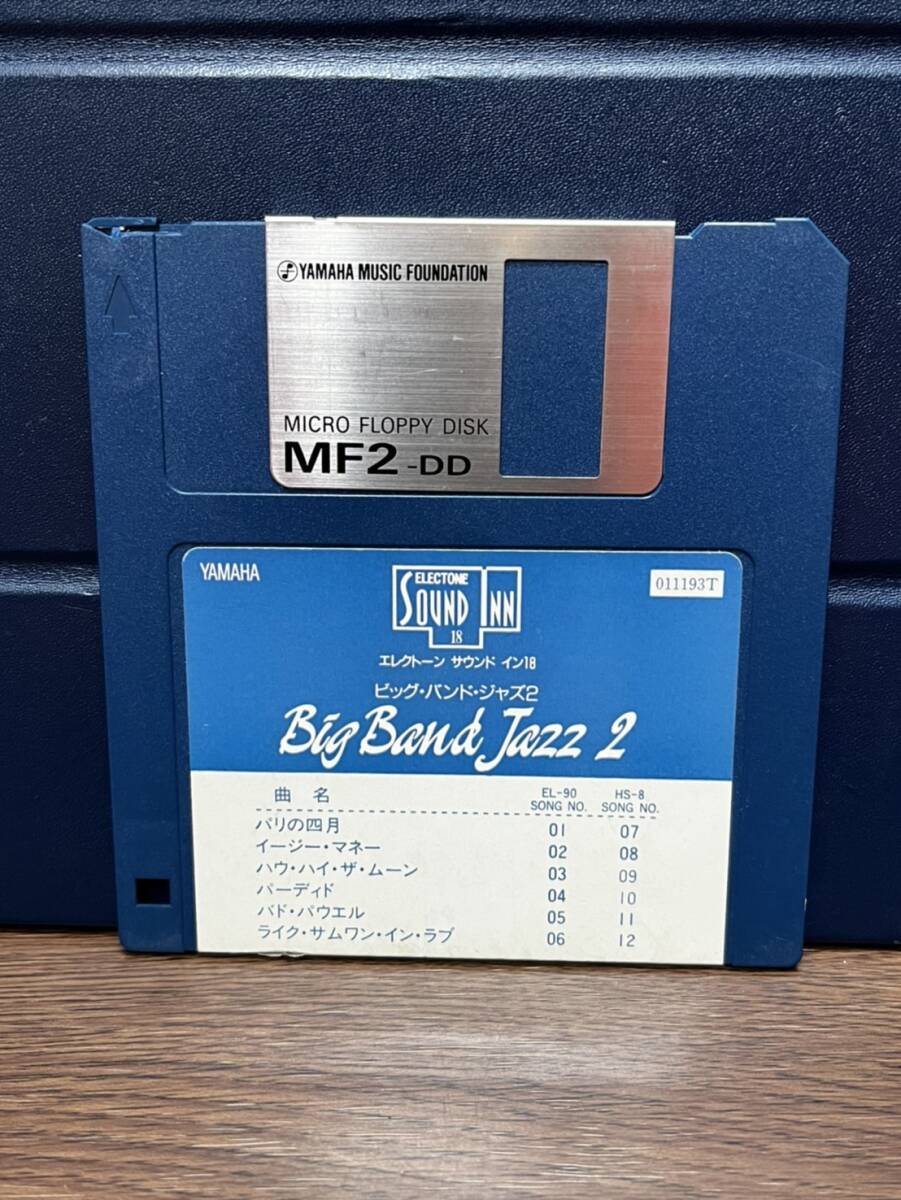 YAMAHA MUSIC FOUNDATION
MICRO FLOPPY DISK
MF2-DD
YAMAHA
011193T
ELECTONE
SOUND INN
18
エレクトーン サウンド イン18
ビッグ・バンド・ジャズ2
Big Band Jazz 2
曲 名 EL-90 SONG NO. HS-8 SONG NO.
パリの四月 01 07
イージー・マネー 02 08
ハウ・ハイ・ザ・ムーン 03 09
パーディド 04 10
バド・パウエル 05 11
ライク・サムワン・イン・ラブ 06 12